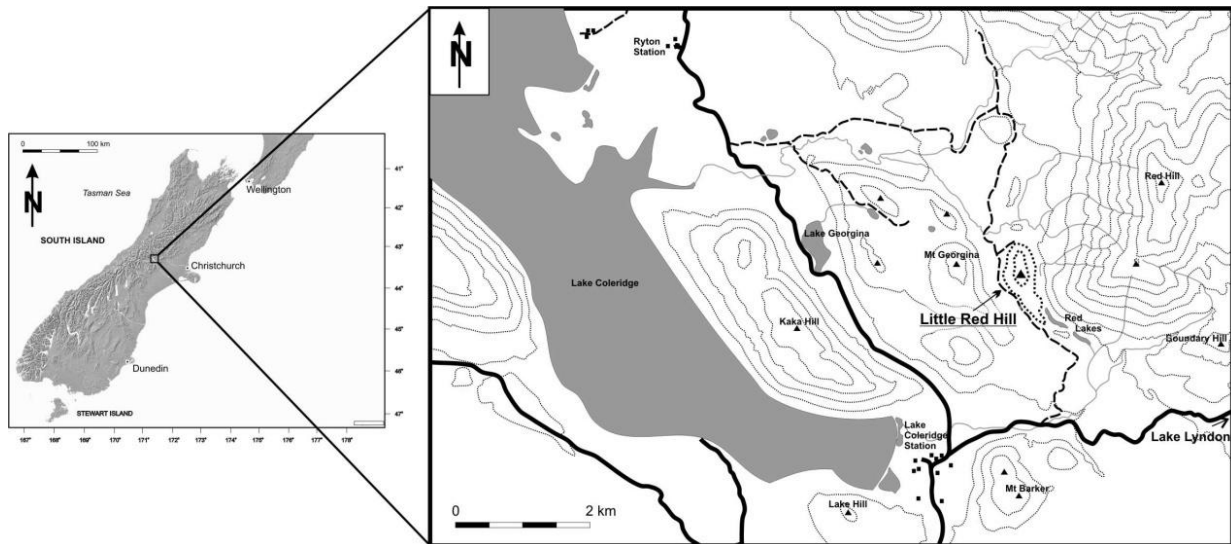 N
0 100 km
Tasman Sea
SOUTH ISLAND
Wellington
Christchurch
Dunedin
STEWART ISLAND
41°
42°
43°
44°
45°
46°
47°
167° 168° 169° 170° 171° 172° 173° 174° 175° 176° 177° 178°
N
Ryton
Station
Red Hill
Lake Georgina
Mt Georgina
Lake Coleridge
Little Red Hill
Red
Lakes
Kaka Hill
Boundary Hill
Lake
Coleridge
Station
Lake Lyndon
Mt Barker
Lake Hill
0 2 km